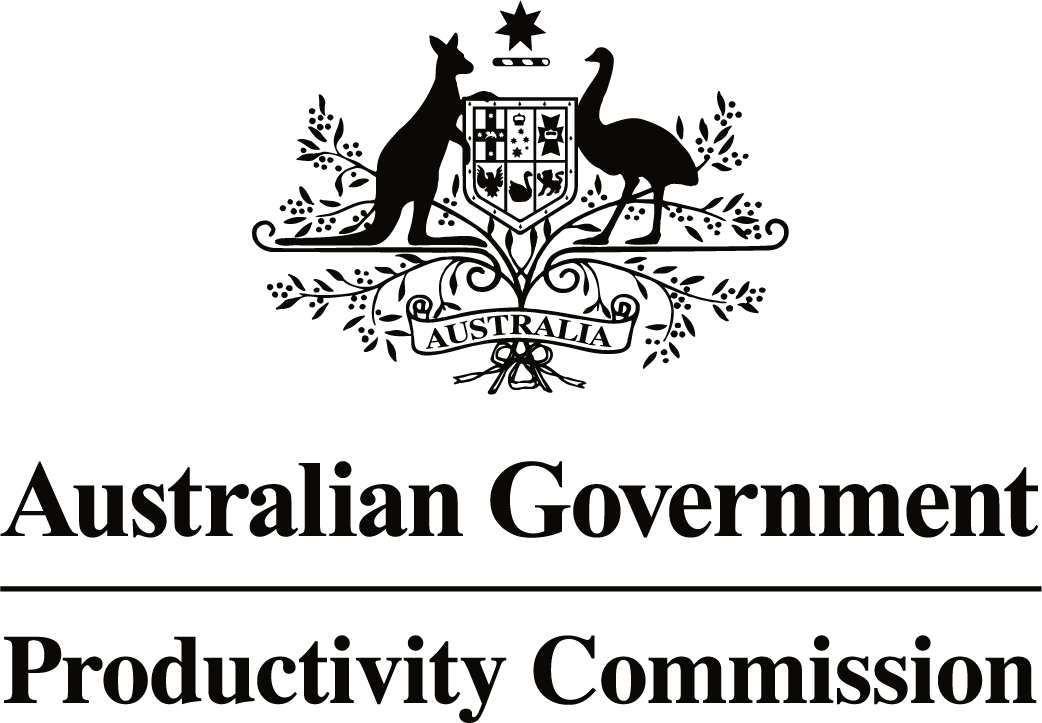 AUSTRALIA
Australian Government
Productivity Commission